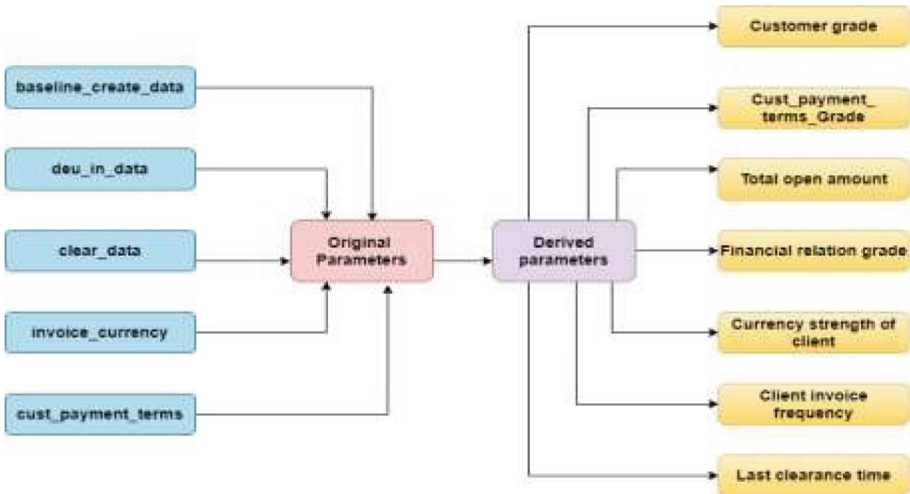 baseline_create_data
deu_in_data
clear_data
invoice_currency
cust_payment_terms
Original
Parameters
Derived
parameters
Customer grade
Cust_payment_
terms_Grade
Total open amount
Financial relation grade
Currency strength of
client
Client invoice
frequency
Last clearance time